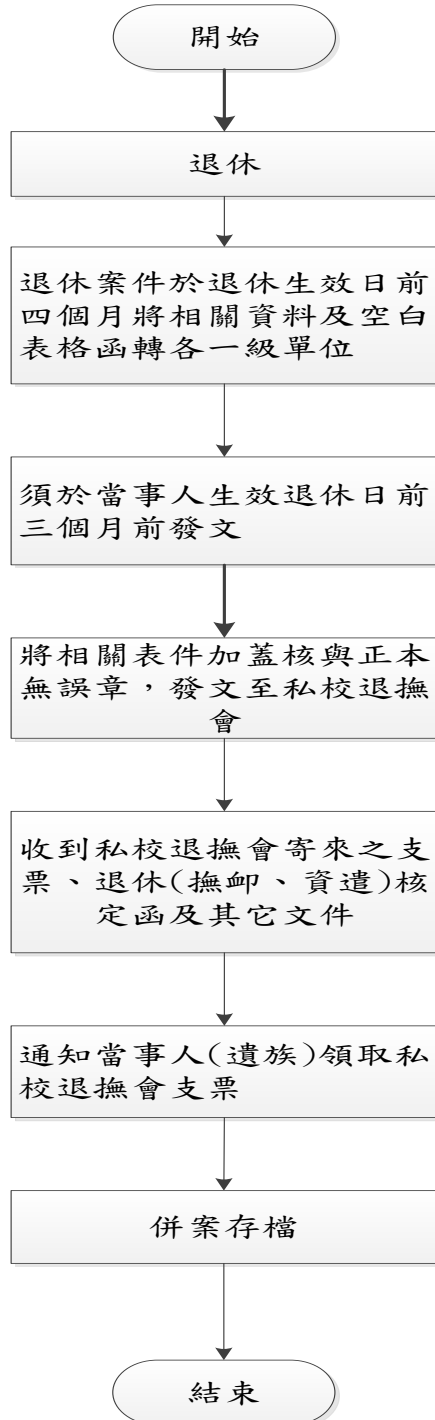 開始
退休
退休案件於退休生效日前
四個月將相關資料及空白
表格函轉各一級單位
須於當事人生效退休日前
三個月前發文
將相關表件加蓋核與正本
無誤章，發文至私校退撫
會
收到私校退撫會寄來之支
票、退休(撫卹、資遣)核
定函及其它文件
通知當事人(遺族)領取私
校退撫會支票
併案存檔
結束